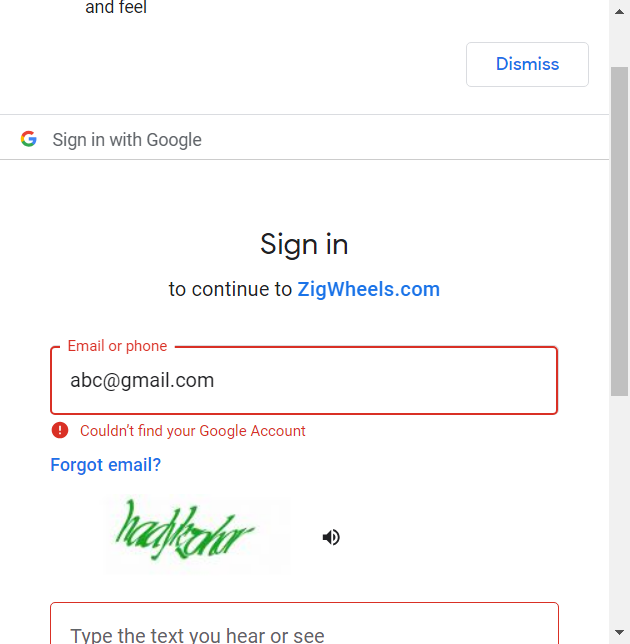 and feel
Dismiss
Sign in with Google
Sign in
to continue to ZigWheels.com
Email or phone
abc@gmail.com
Couldn't find your Google Account
Forgot email?
Type the text you hear or see